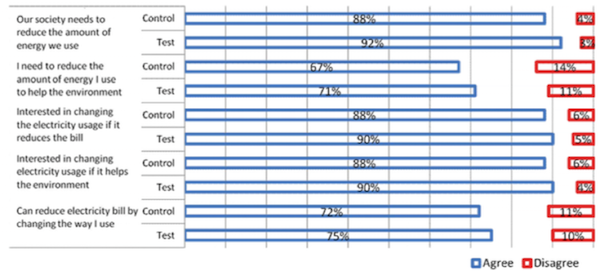 Our society needs to Control 88% 4%
reduce the amount of
energy we use Test 92% 3%
I need to reduce the Control 67% 14%
amount of energy I use
to help the environment Test 71% 11%
Interested in changing Control 88% 6%
the electricity usage if it
reduces the bill Test 90% 5%
Interested in changing Control 88% 6%
electricity usage if it helps
the environment Test 90% 4%
Can reduce electricity bill by Control 72% 11%
changing the way I use
Test 75% 10%
Agree Disagree